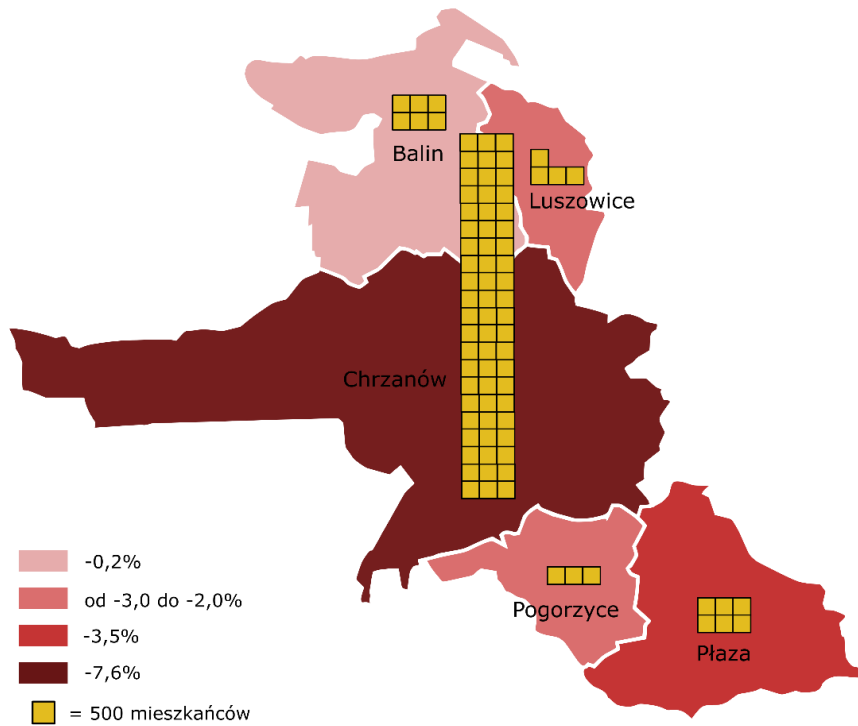 Balin
Luszowice
Chrzanów
Pogorzyce
Płaza
-0,2%
od -3,0 do -2,0%
-3,5%
-7,6%
= 500 mieszkańców